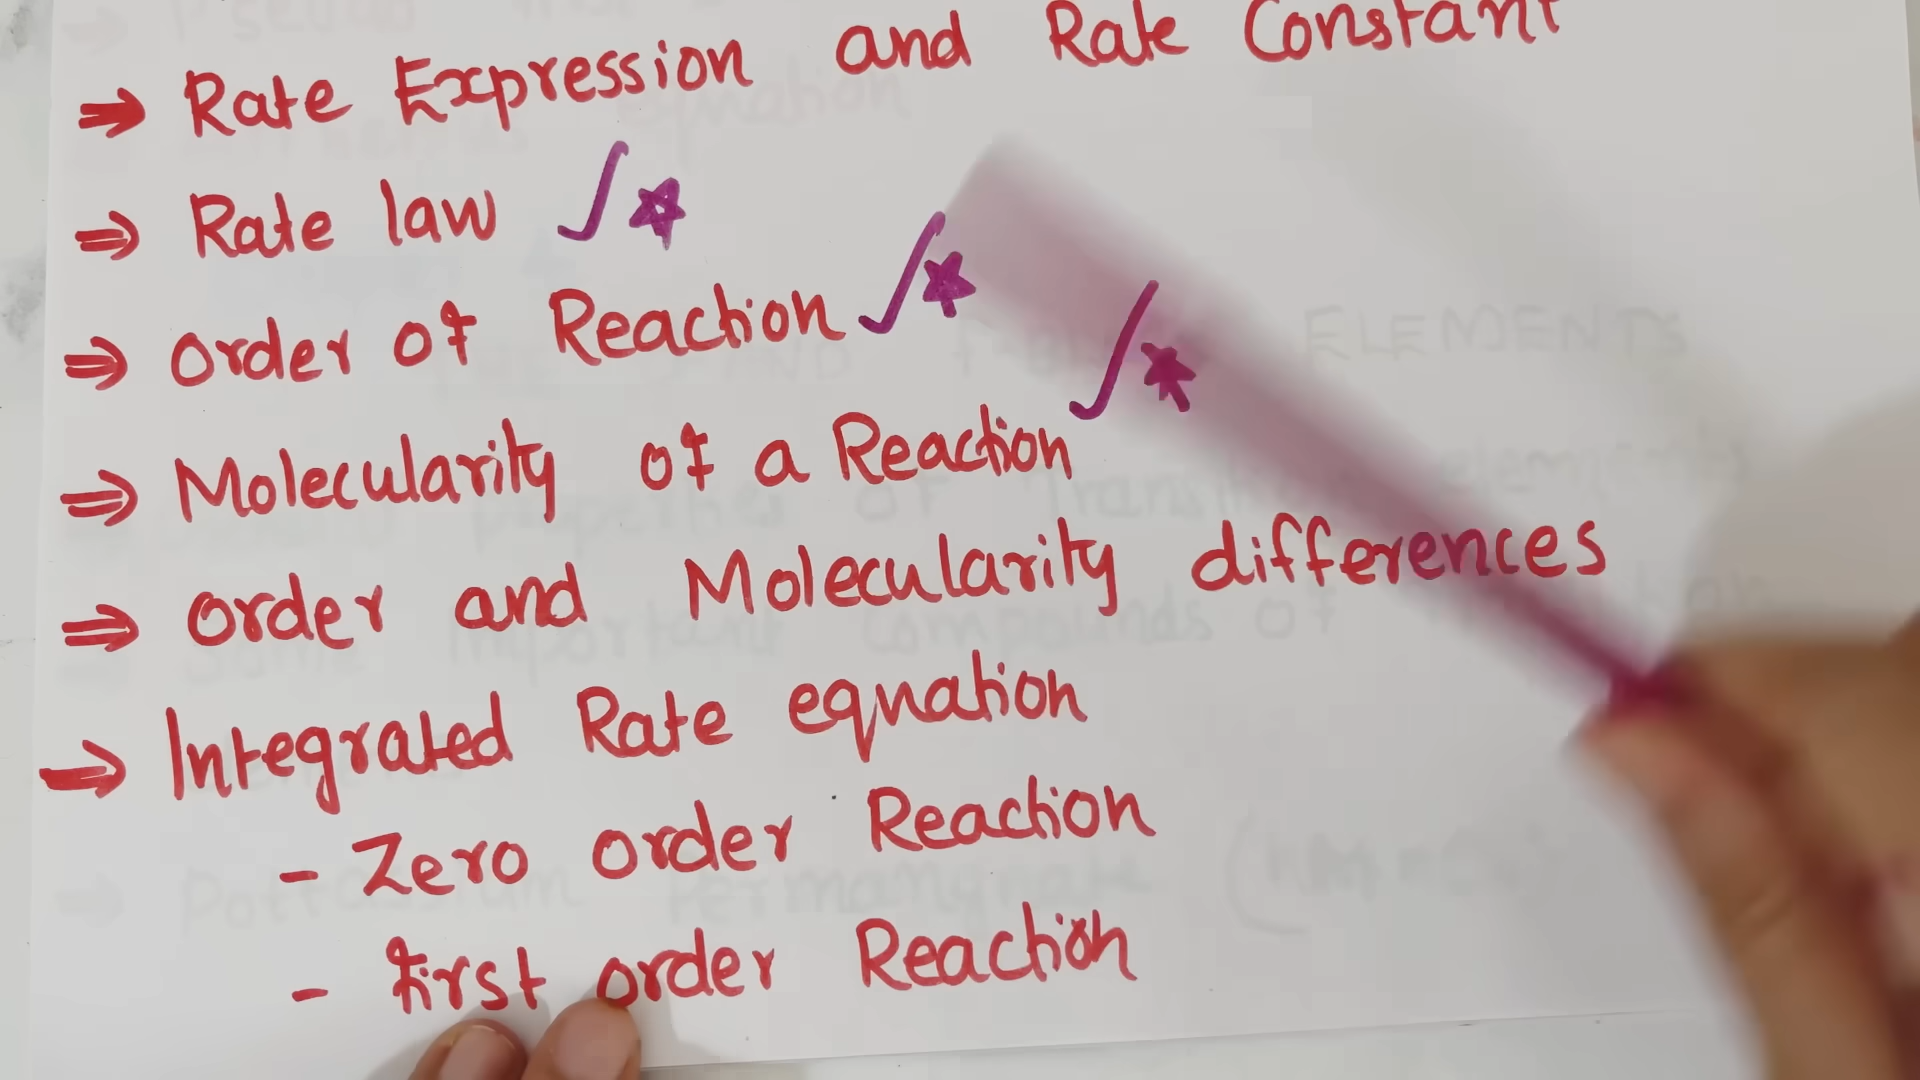 ⇒ Rate Expression and Rate Constant
⇒ Rate law
⇒ Order of Reaction
⇒ Molecularity of a Reaction
⇒ Order and Molecularity differences
⇒ Integrated Rate equation
- Zero order Reaction
- first order Reaction